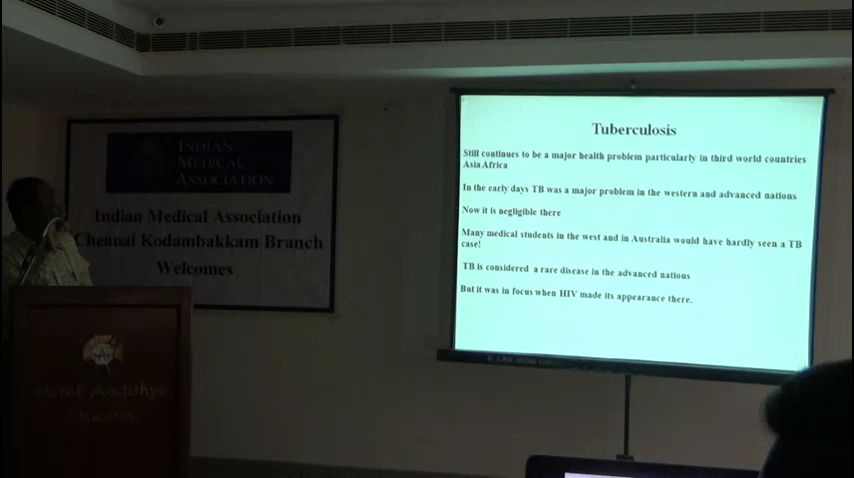 INDIAN
MEDICAL
ASSOCIATION
Indian Medical Association
Chennai Kodambakkam Branch
Welcomes
Hotel Aadithya
Tuberculosis
Still continues to be a major health problem particularly in third world countries
Asia Africa
In the early days TB was a major problem in the western and advanced nations
Now it is negligible there
Many medical students in the west and in Australia would have hardly seen a TB
case!
TB is considered a rare disease in the advanced nations
But it was in focus when HIV made its appearance there.